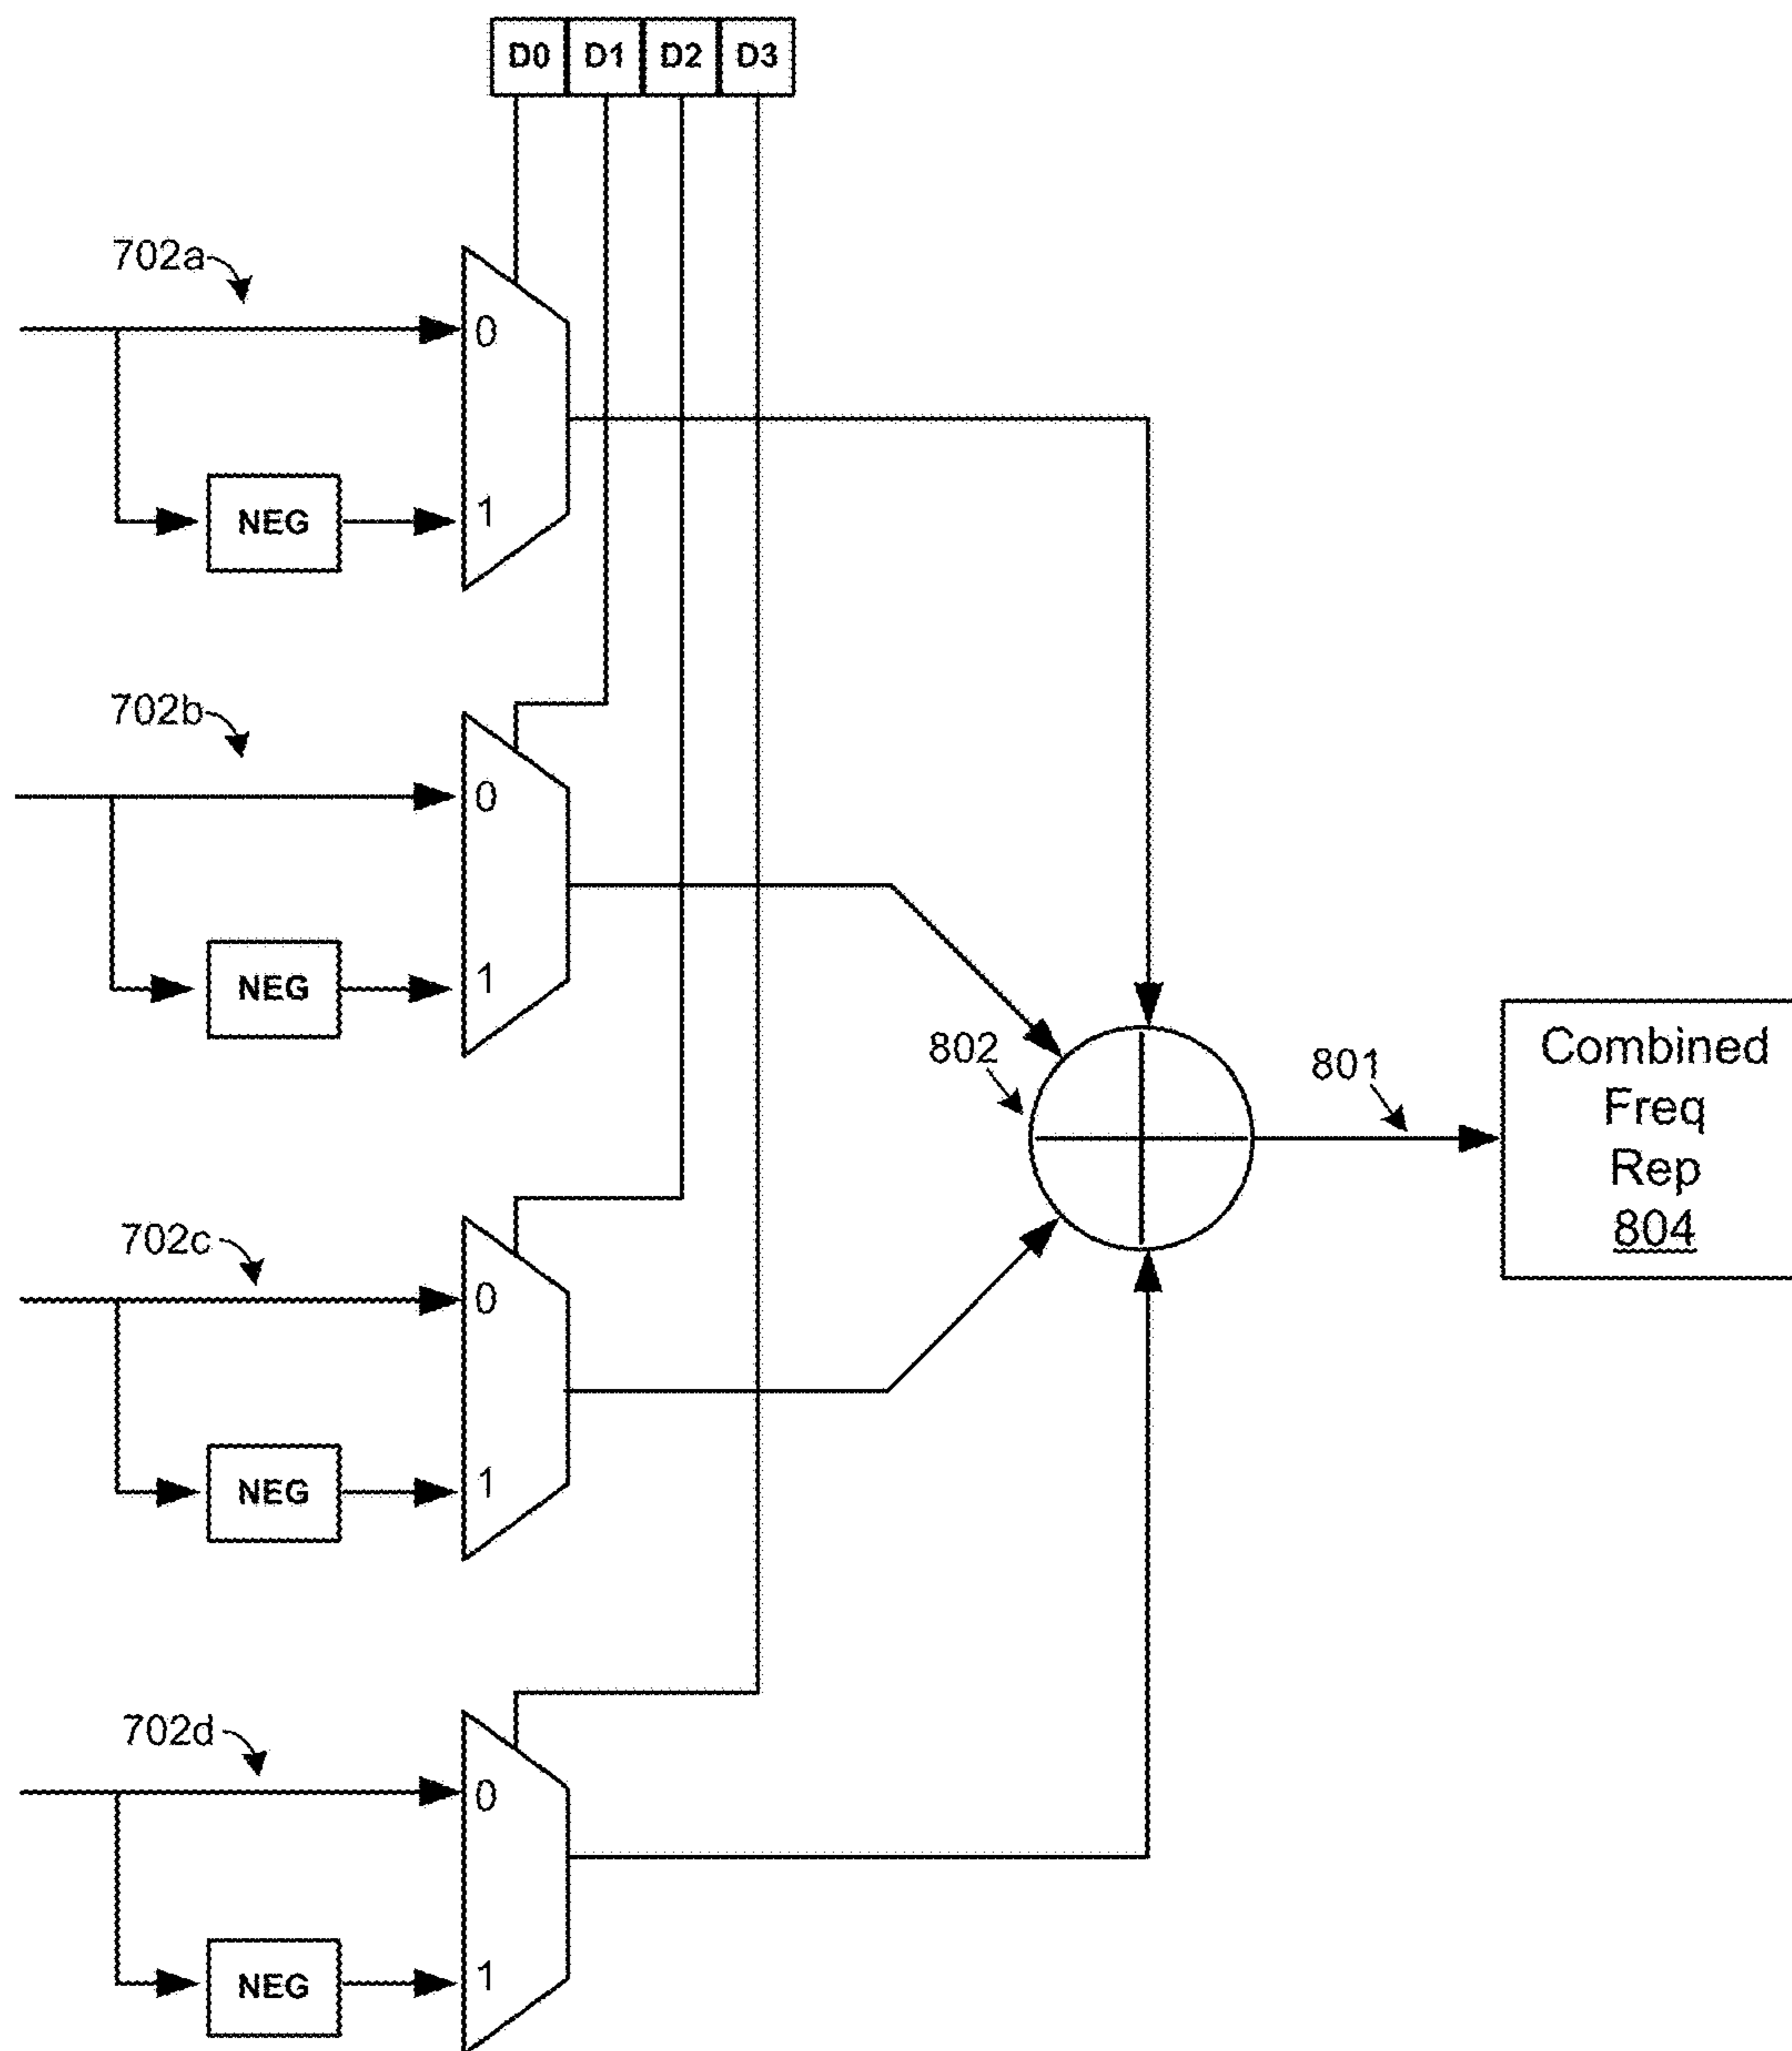 D0 D1 D2 D3
702a
0
NEG
1
702b
0
NEG
1
802
801
Combined
Freq
Rep
804
702c
0
NEG
1
702d
0
NEG
1